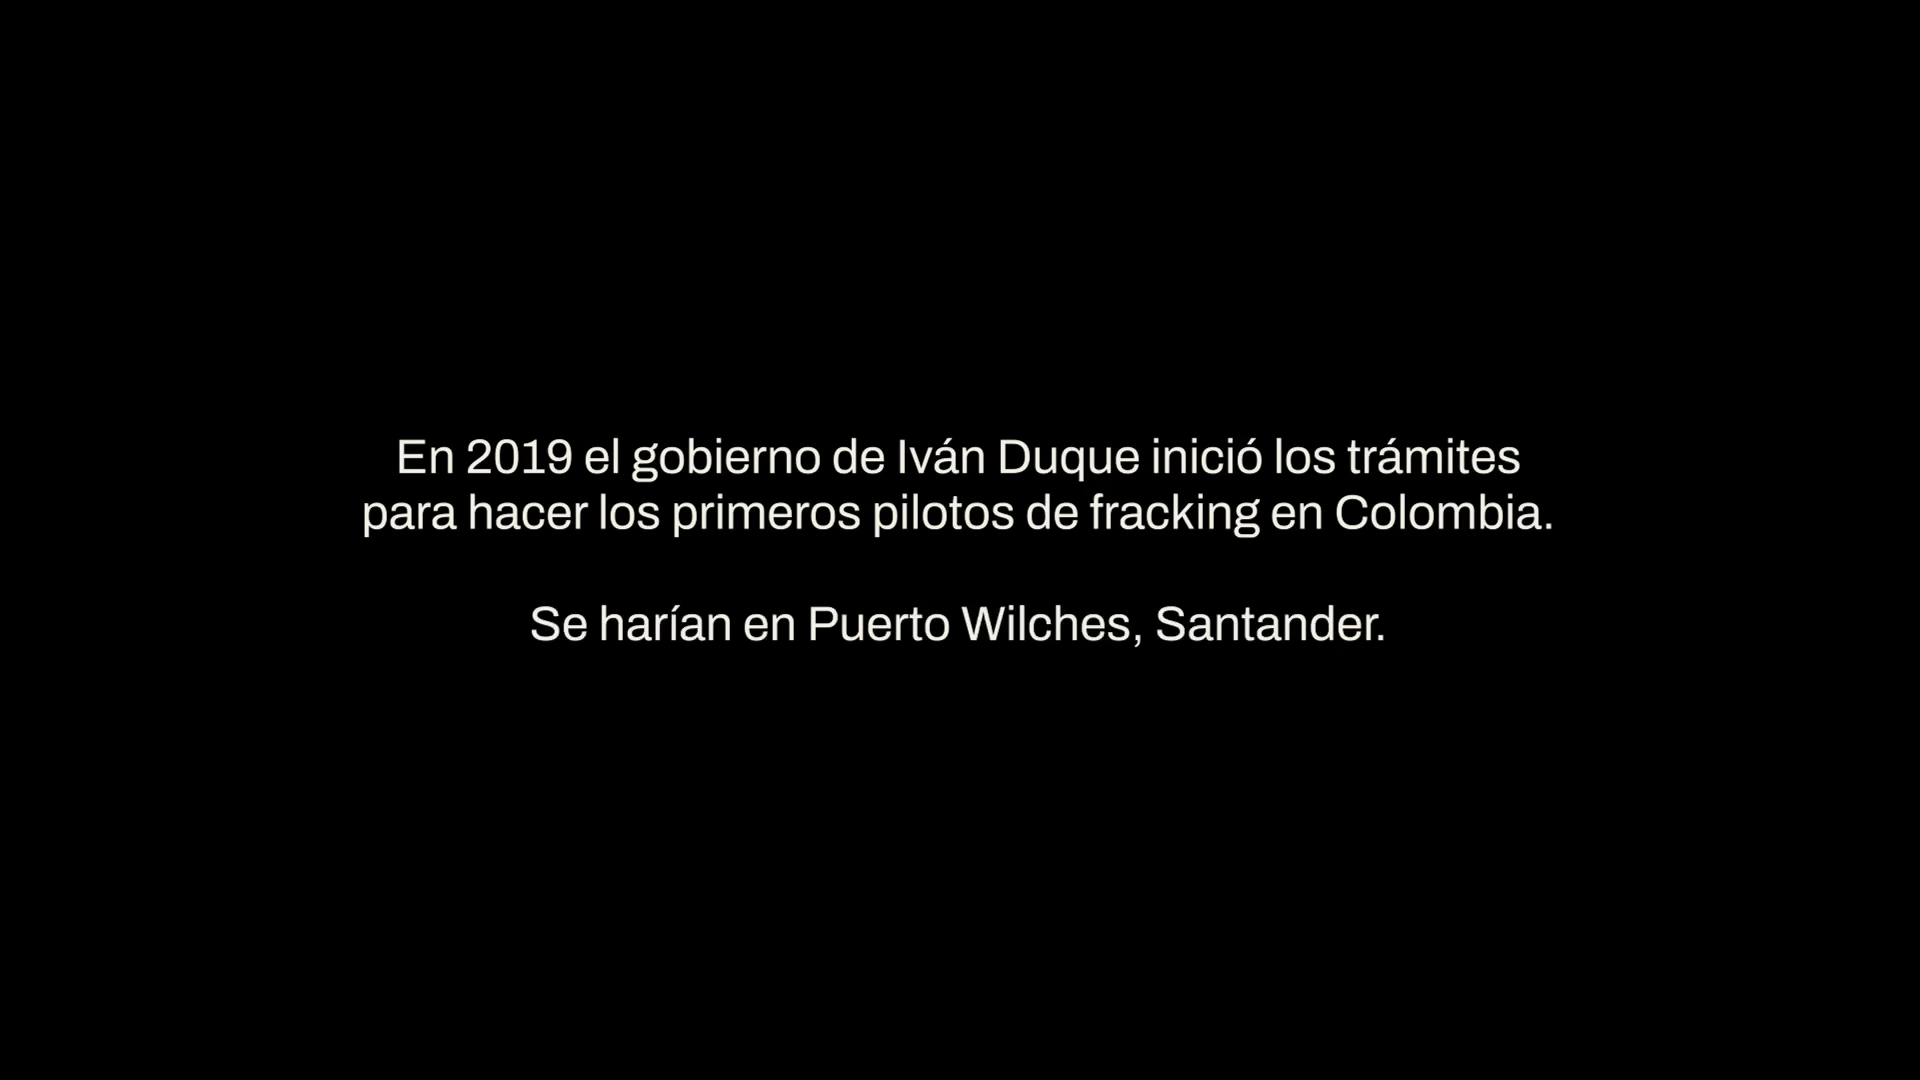 En 2019 el gobierno de Iván Duque inició los trámites
para hacer los primeros pilotos de fracking en Colombia.
Se harían en Puerto Wilches, Santander.